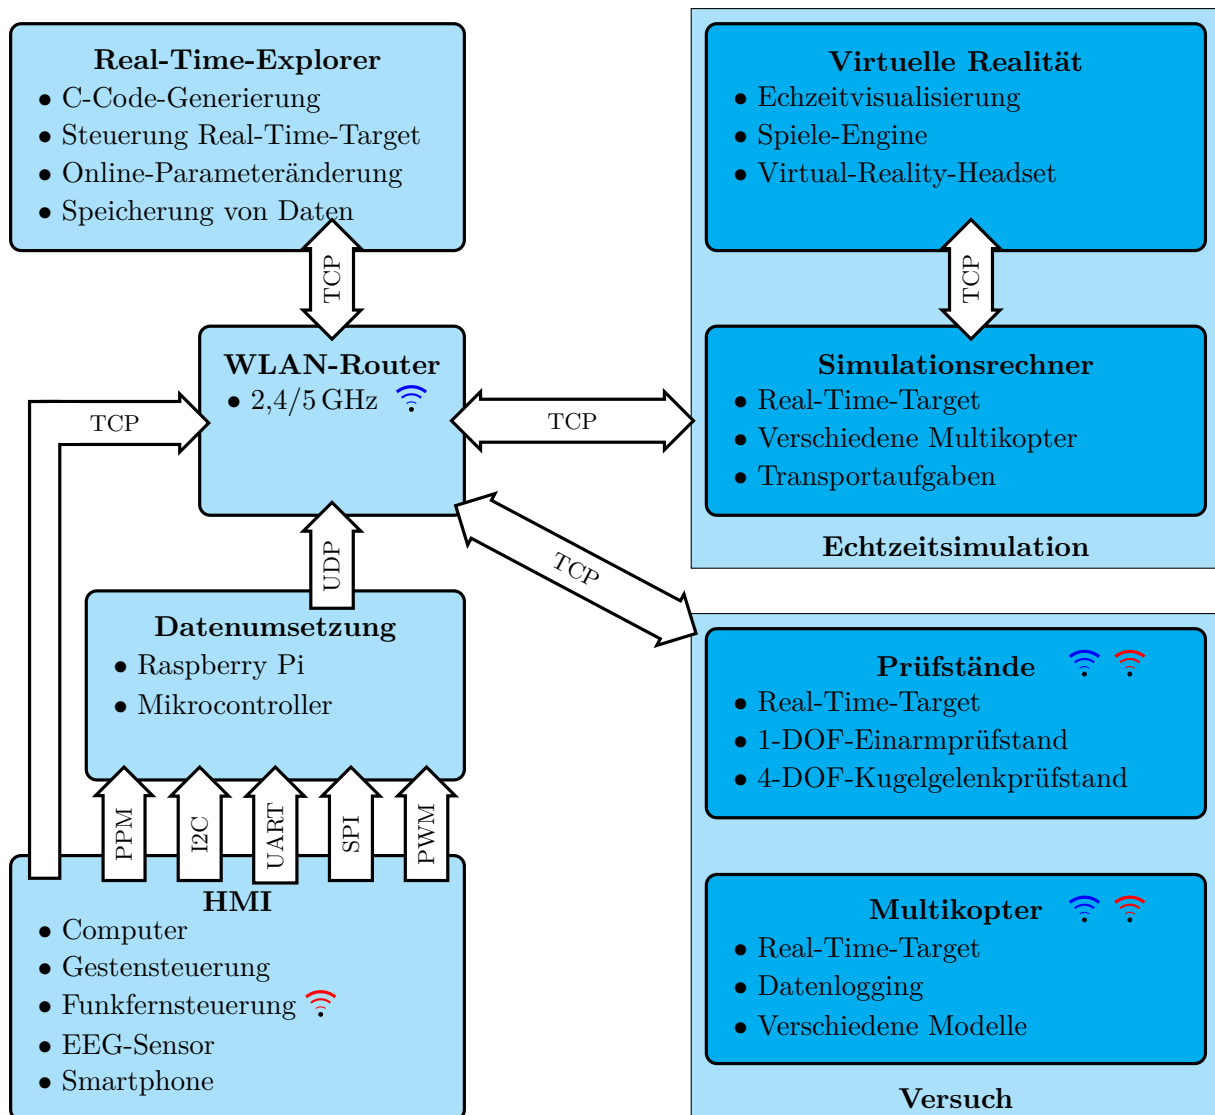 Real-Time-Explorer
• C-Code-Generierung
• Steuerung Real-Time-Target
• Online-Parameteränderung
• Speicherung von Daten
TCP
WLAN-Router
• 2,4/5 GHz
TCP
TCP
UDP
TCP
Datenumsetzung
• Raspberry Pi
• Mikrocontroller
PPM
I2C
UART
SPI
PWM
HMI
• Computer
• Gestensteuerung
• Funkfernsteuerung
• EEG-Sensor
• Smartphone
Virtuelle Realität
• Echzeitvisualisierung
• Spiele-Engine
• Virtual-Reality-Headset
TCP
Simulationsrechner
• Real-Time-Target
• Verschiedene Multikopter
• Transportaufgaben
Echtzeitsimulation
Prüfstände
• Real-Time-Target
• 1-DOF-Einarmprüfstand
• 4-DOF-Kugelgelenkprüfstand
Multikopter
• Real-Time-Target
• Datenlogging
• Verschiedene Modelle
Versuch